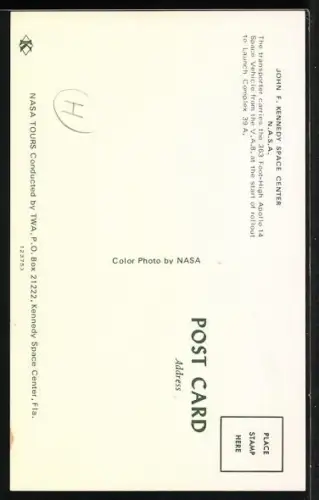 JOHN F. KENNEDY SPACE CENTER
N.A.S.A.
The transporter carries the 363 Foot-High Apollo 14
Space Vehicle from the V.A.B. at the start of rollout
to Launch Complex 39 A.
H
Color Photo by NASA
POST CARD
Address
PLACE
STAMP
HERE
NASA TOURS Conducted by TWA, P.O. Box 21222, Kennedy Space Center, Fla.
123753
K